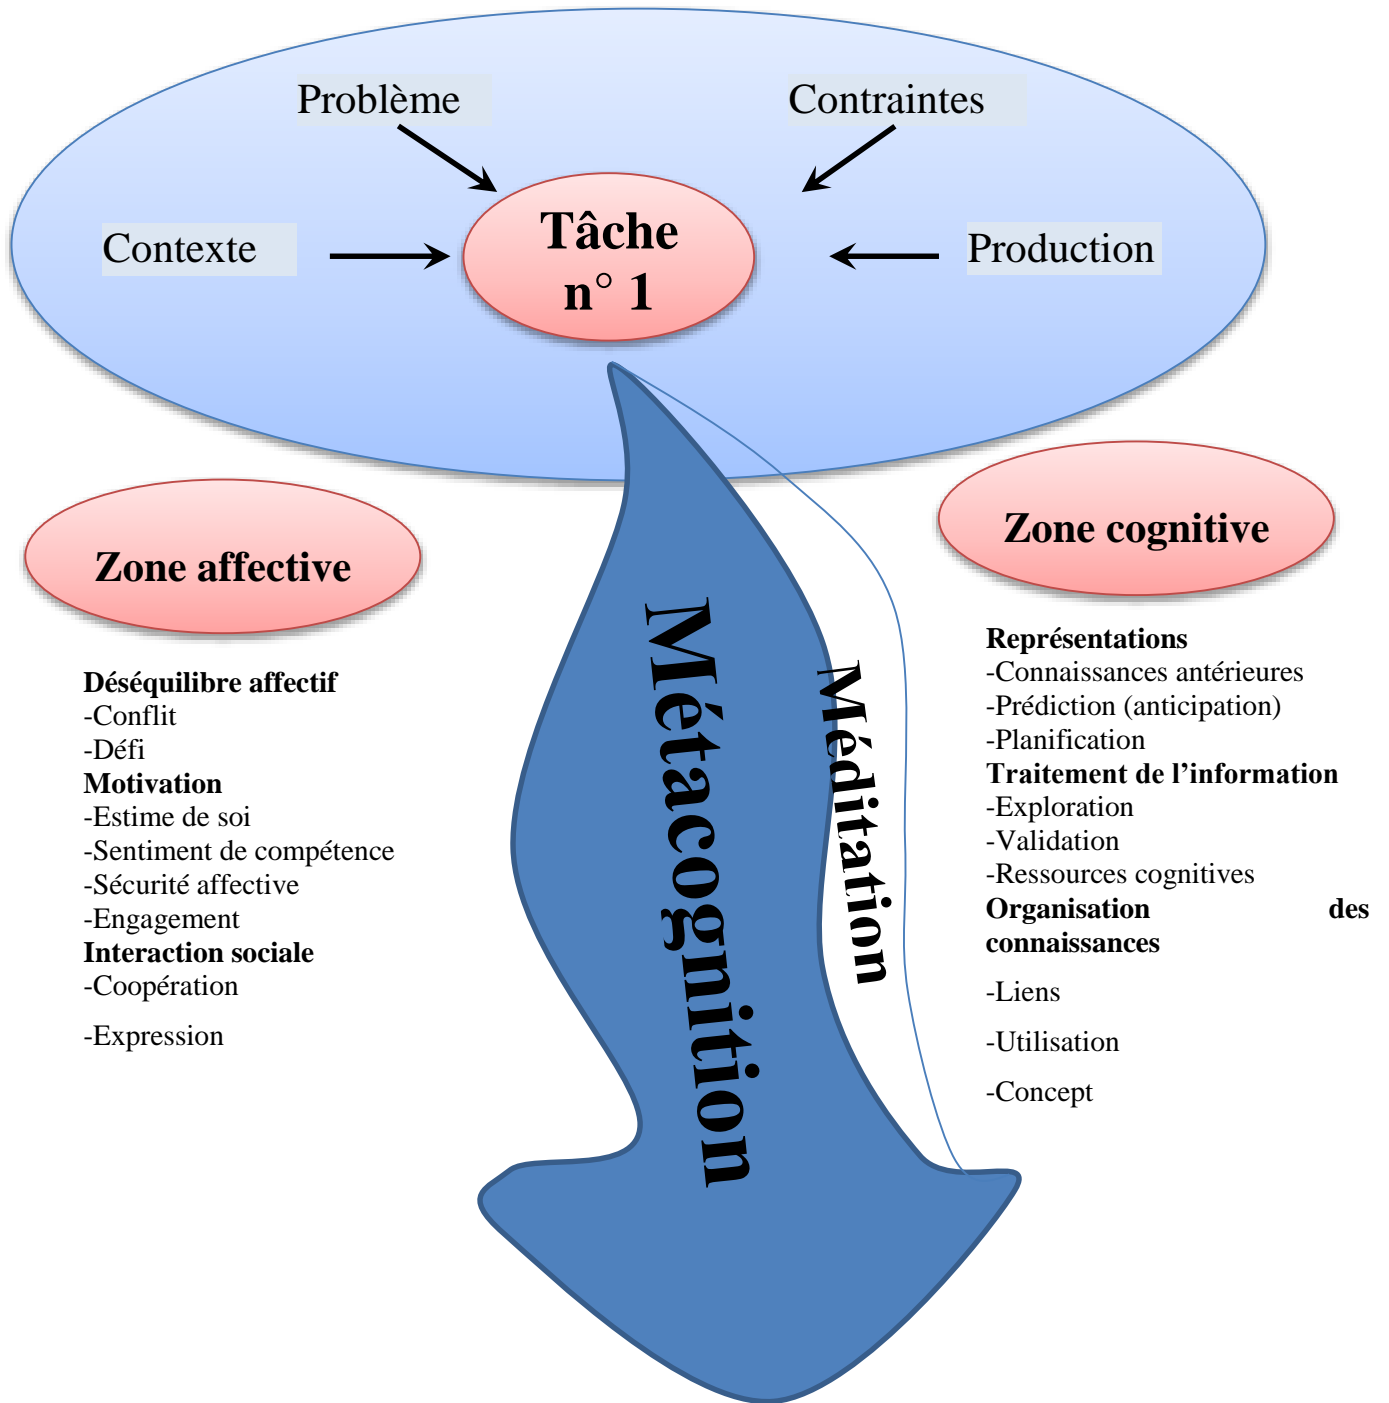 Problème
Contraintes
Contexte
Tâche
n° 1
Production
Zone affective
Zone cognitive
Déséquilibre affectif
-Conflit
-Défi
Motivation
-Estime de soi
-Sentiment de compétence
-Sécurité affective
-Engagement
Interaction sociale
-Coopération
-Expression
Métacognition
Méditation
Représentations
-Connaissances antérieures
-Prédiction (anticipation)
-Planification
Traitement de l’information
-Exploration
-Validation
-Ressources cognitives
Organisation des
connaissances
-Liens
-Utilisation
-Concept